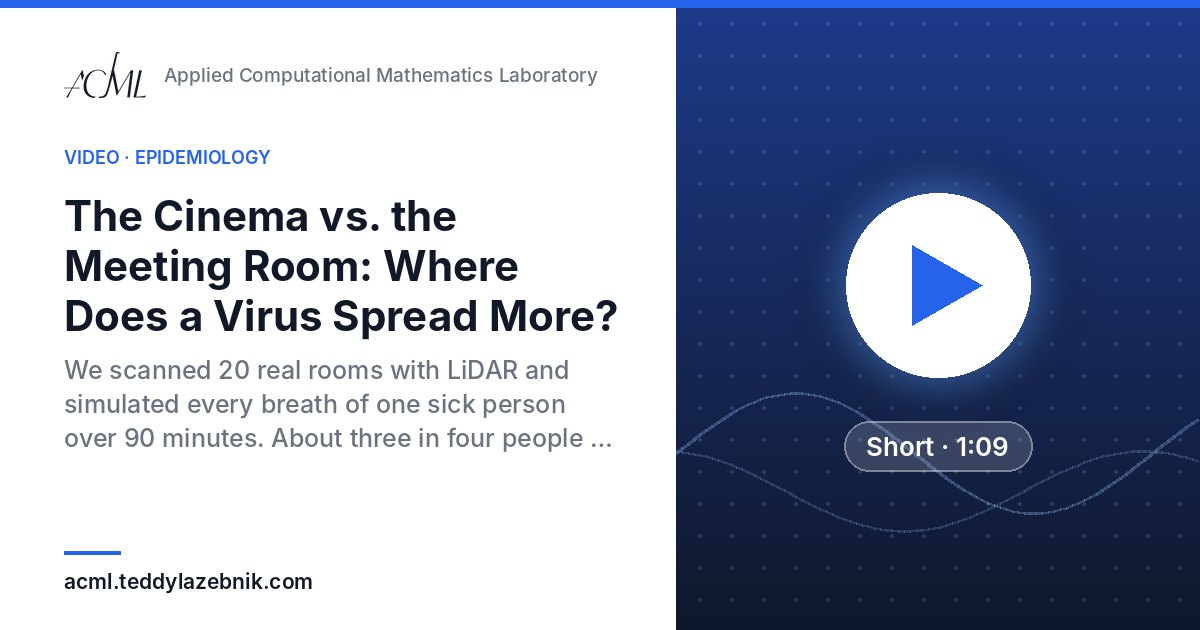 ACML Applied Computational Mathematics Laboratory
VIDEO · EPIDEMIOLOGY
The Cinema vs. the
Meeting Room: Where
Does a Virus Spread More?
We scanned 20 real rooms with LiDAR and
simulated every breath of one sick person
over 90 minutes. About three in four people ...
Short · 1:09
acml.teddylazebnik.com